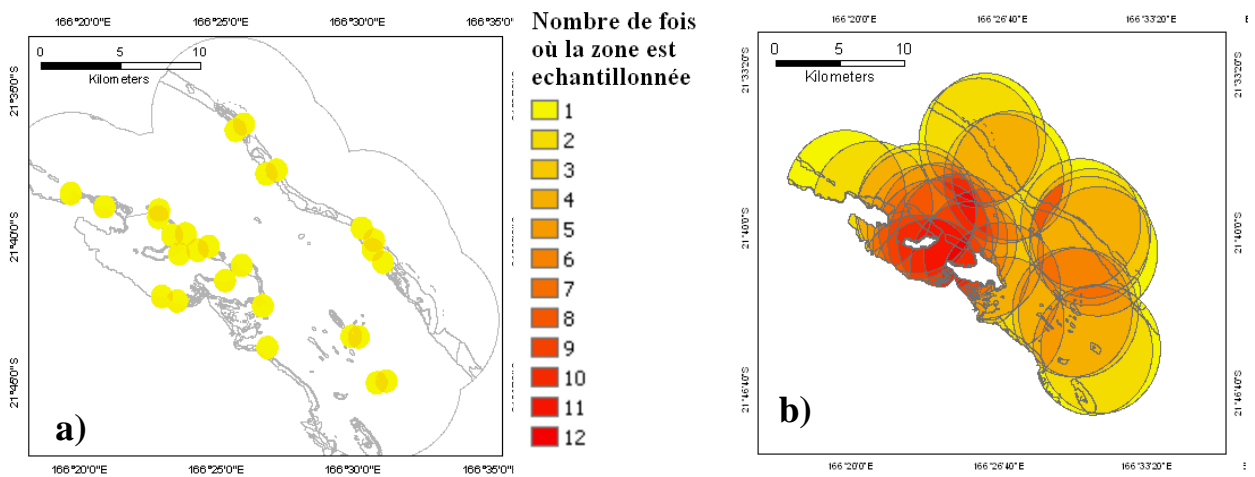 166°20'0"E 166°25'0"E 166°30'0"E 166°35'0"E
0 5 10
Kilometers
21°35'0"S
21°40'0"S
21°45'0"S
a)
166°20'0"E 166°25'0"E 166°30'0"E 166°35'0"E
Nombre de fois
où la zone est
echantillonnée
1
2
3
4
5
6
7
8
9
10
11
12
166°20'0"E 166°26'40"E 166°33'20"E
0 5 10
Kilometers
21°33'20"S
21°40'0"S
21°46'40"S
21°33'20"S
21°40'0"S
21°46'40"S
b)
166°20'0"E 166°26'40"E 166°33'20"E